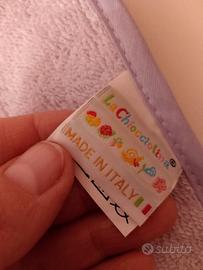 La Chiocciolina®
MADE IN ITALY
subito